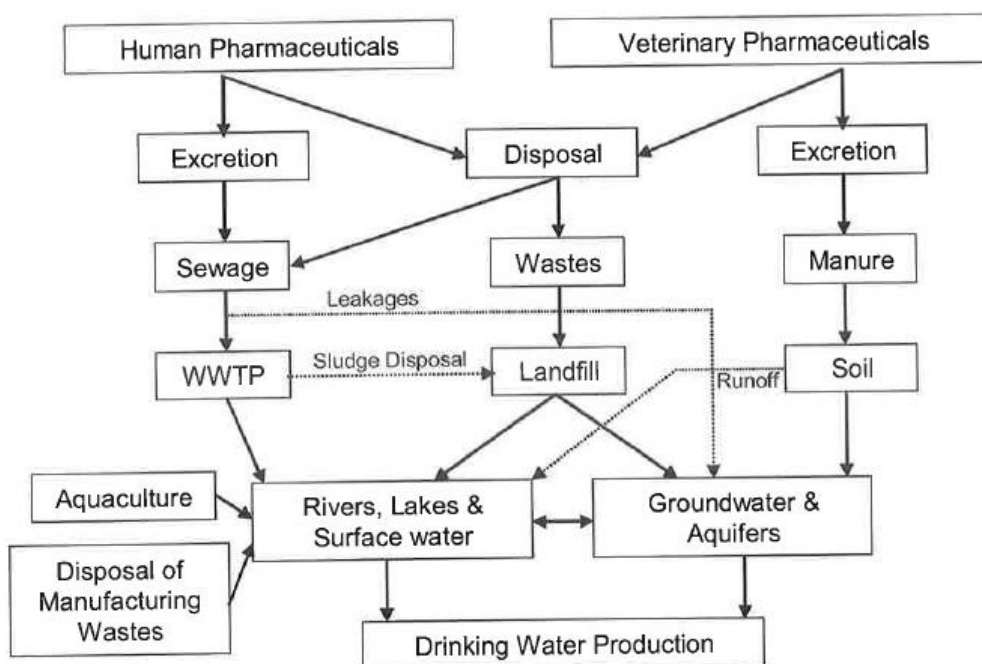 Human Pharmaceuticals
Veterinary Pharmaceuticals
Excretion
Disposal
Excretion
Sewage
Wastes
Manure
Leakages
WWTP
Sludge Disposal
Landfill
Runoff
Soil
Aquaculture
Rivers, Lakes &
Surface water
Groundwater &
Aquifers
Disposal of
Manufacturing
Wastes
Drinking Water Production